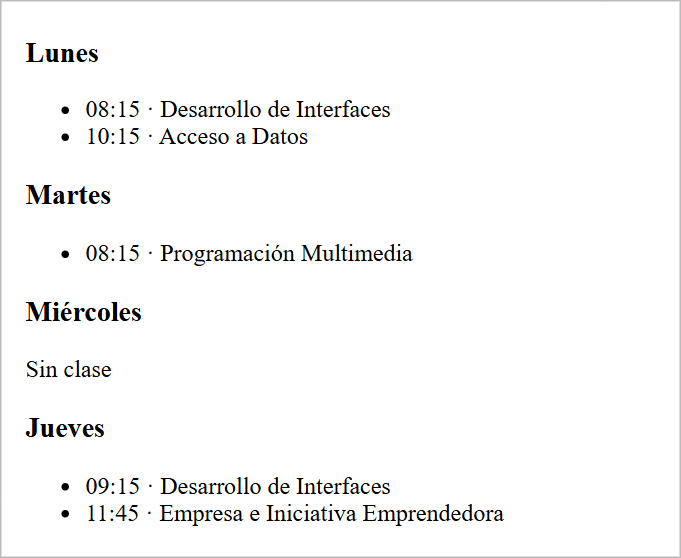 Lunes
• 08:15 · Desarrollo de Interfaces
• 10:15 · Acceso a Datos
Martes
• 08:15 · Programación Multimedia
Miércoles
Sin clase
Jueves
• 09:15 · Desarrollo de Interfaces
• 11:45 · Empresa e Iniciativa Emprendedora